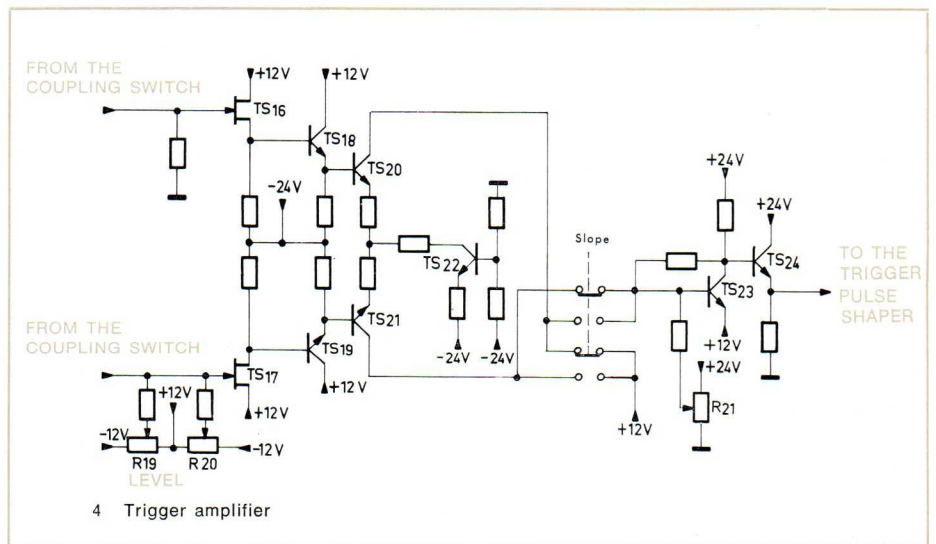 FROM THE
COUPLING SWITCH
+12V
+12V
TS16
TS18
TS20
-24V
+24V
+24V
Slope
TS22
TS24
TS23
TO THE
TRIGGER
PULSE
SHAPER
TS21
FROM THE
COUPLING SWITCH
TS19
-24V
-24V
+12V
TS17
+12V
+24V
+12V
+12V
R21
-12V
-12V
+12V
R19
R20
LEVEL
4 Trigger amplifier